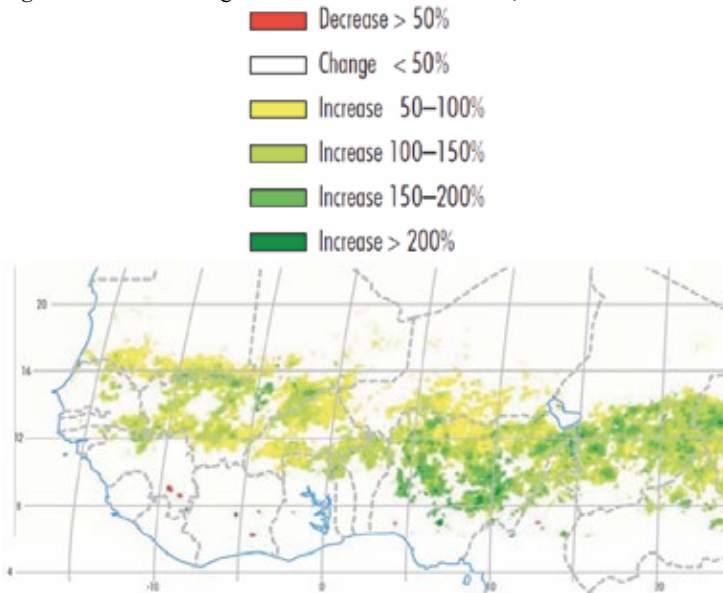 Decrease > 50%
Change < 50%
Increase 50–100%
Increase 100–150%
Increase 150–200%
Increase > 200%
20
16
12
8
4
-10
0
10
20